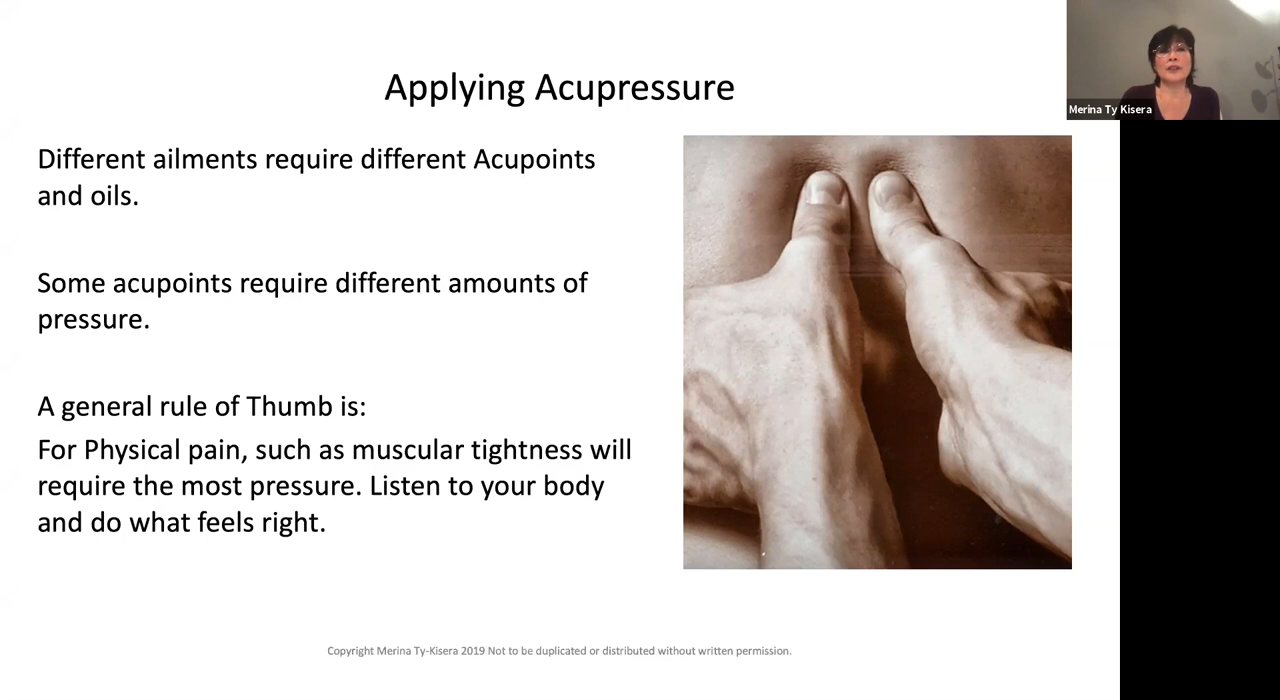 Applying Acupressure
Merina Ty Kisera
Different ailments require different Acupoints
and oils.
Some acupoints require different amounts of
pressure.
A general rule of Thumb is:
For Physical pain, such as muscular tightness will
require the most pressure. Listen to your body
and do what feels right.
Copyright Merina Ty-Kisera 2019 Not to be duplicated or distributed without written permission.